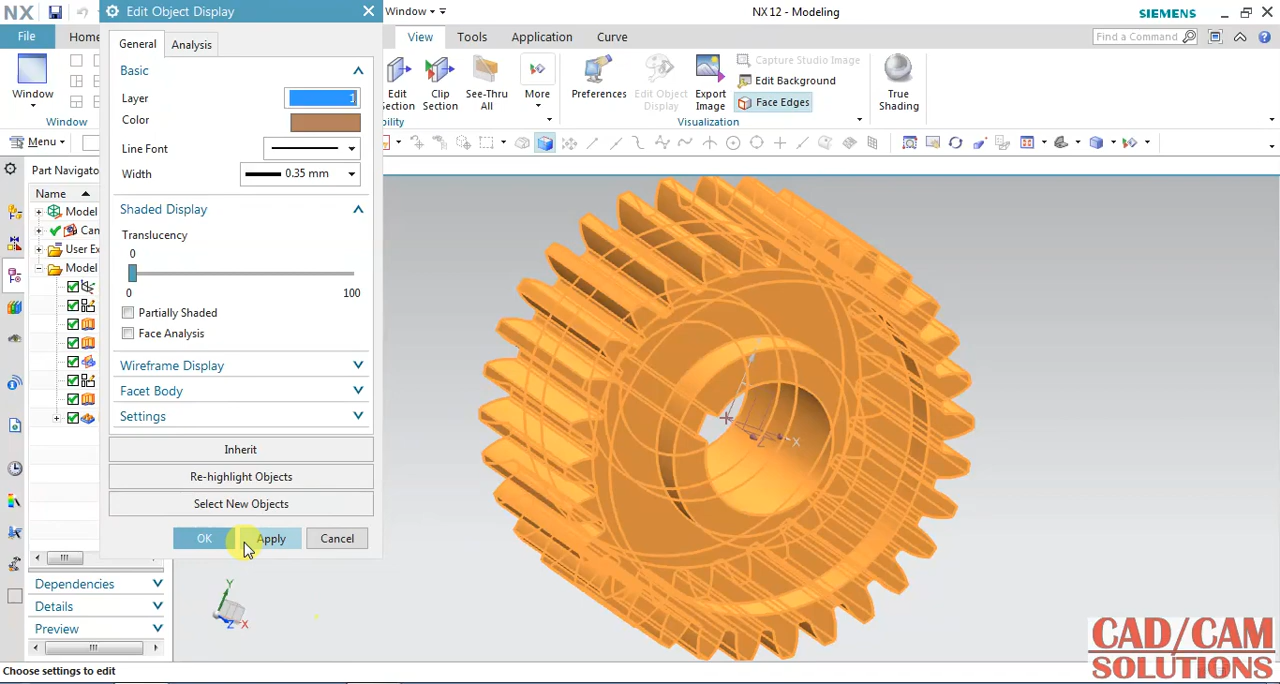 NX
Edit Object Display
Window
NX 12 - Modeling
SIEMENS
File
Home
View
Tools
Application
Curve
Find a Command
General
Analysis
Basic
Layer
1
Color
Line Font
Width
0.35 mm
Shaded Display
Translucency
0
0
100
Partially Shaded
Face Analysis
Wireframe Display
Facet Body
Settings
Inherit
Re-highlight Objects
Select New Objects
OK
Apply
Cancel
Window
Window
Edit
Section
Clip
Section
See-Thru
All
More
Preferences
Edit Object
Display
Export
Image
Capture Studio Image
Edit Background
Face Edges
True
Shading
Visualization
Menu
Part Navigato
Name
Model
Can
User Ex
Model
Dependencies
Details
Preview
Choose settings to edit
X
Y
Z
X
CAD/CAM
SOLUTIONS